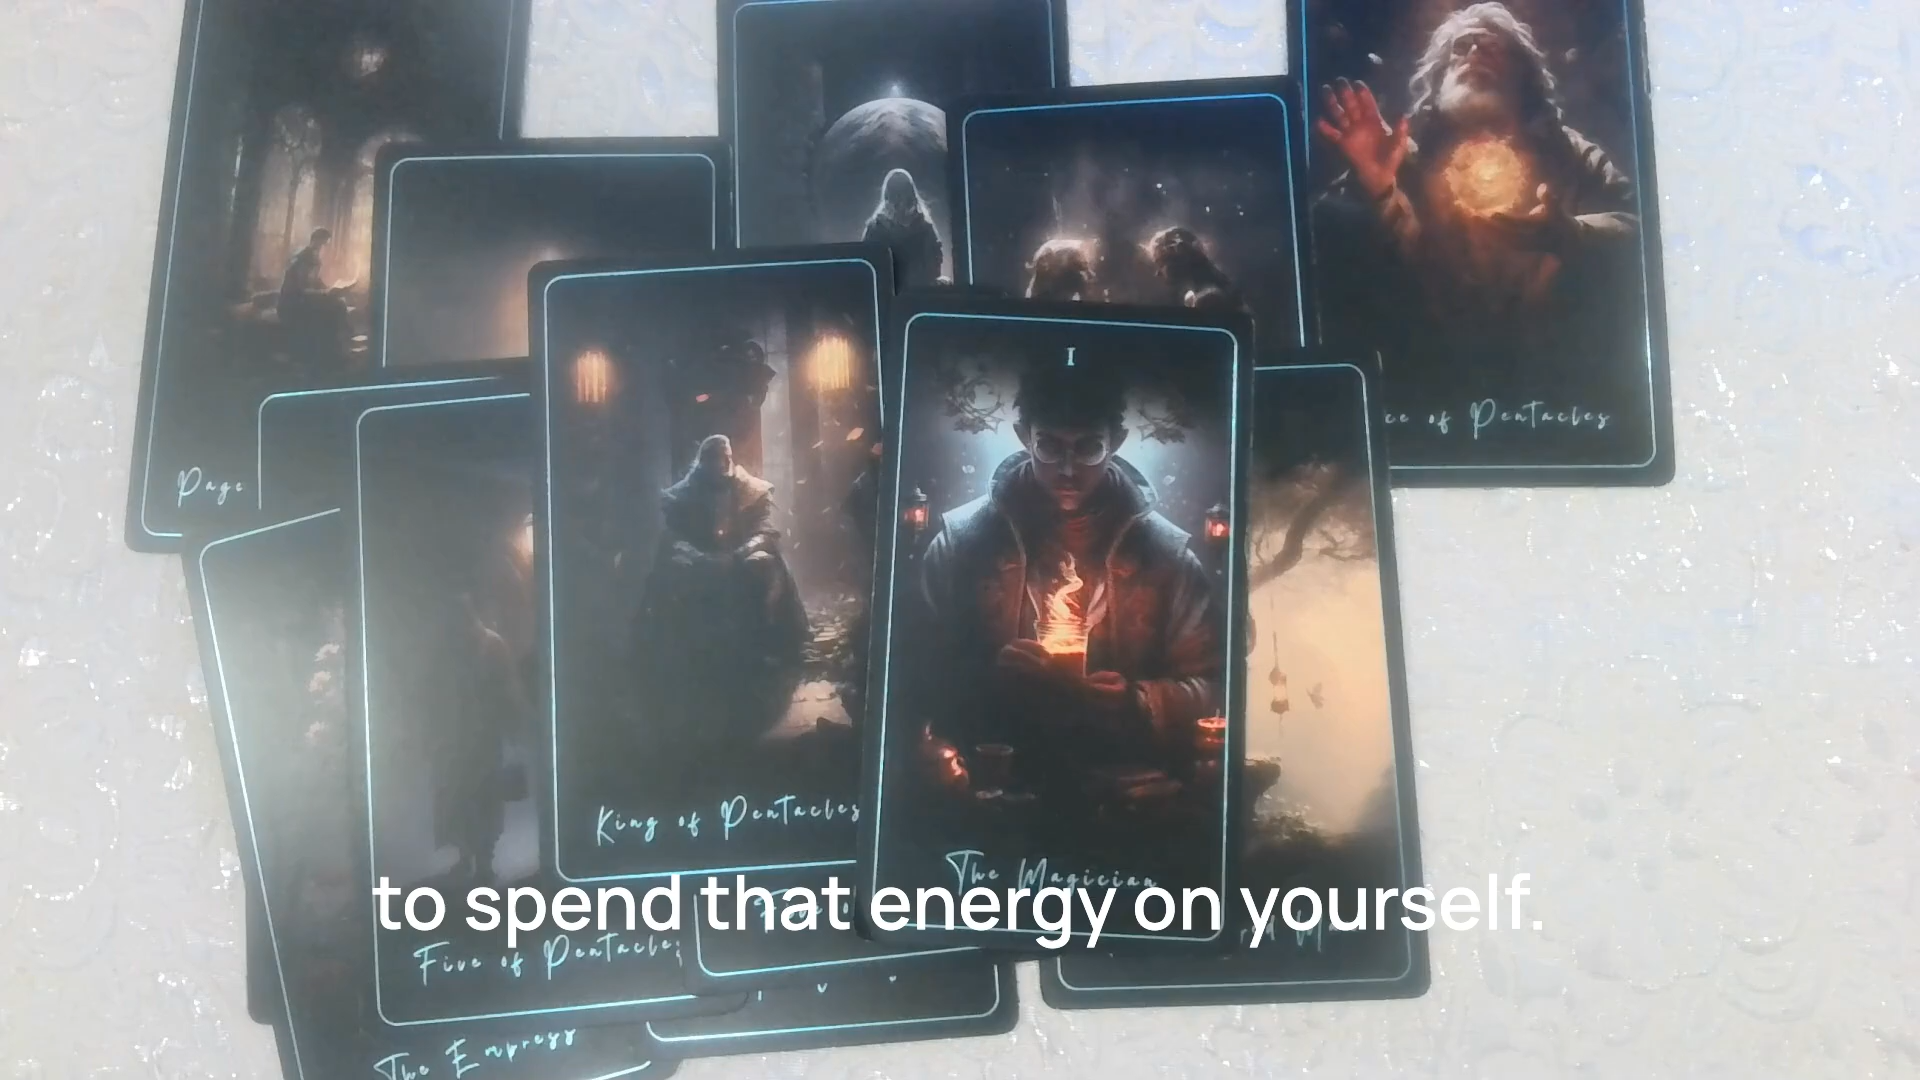 I
ce of Pentacles
Page
King of Pentacles
The Magician
to spend that energy on yourself.
Five of Pentacles
The Empress